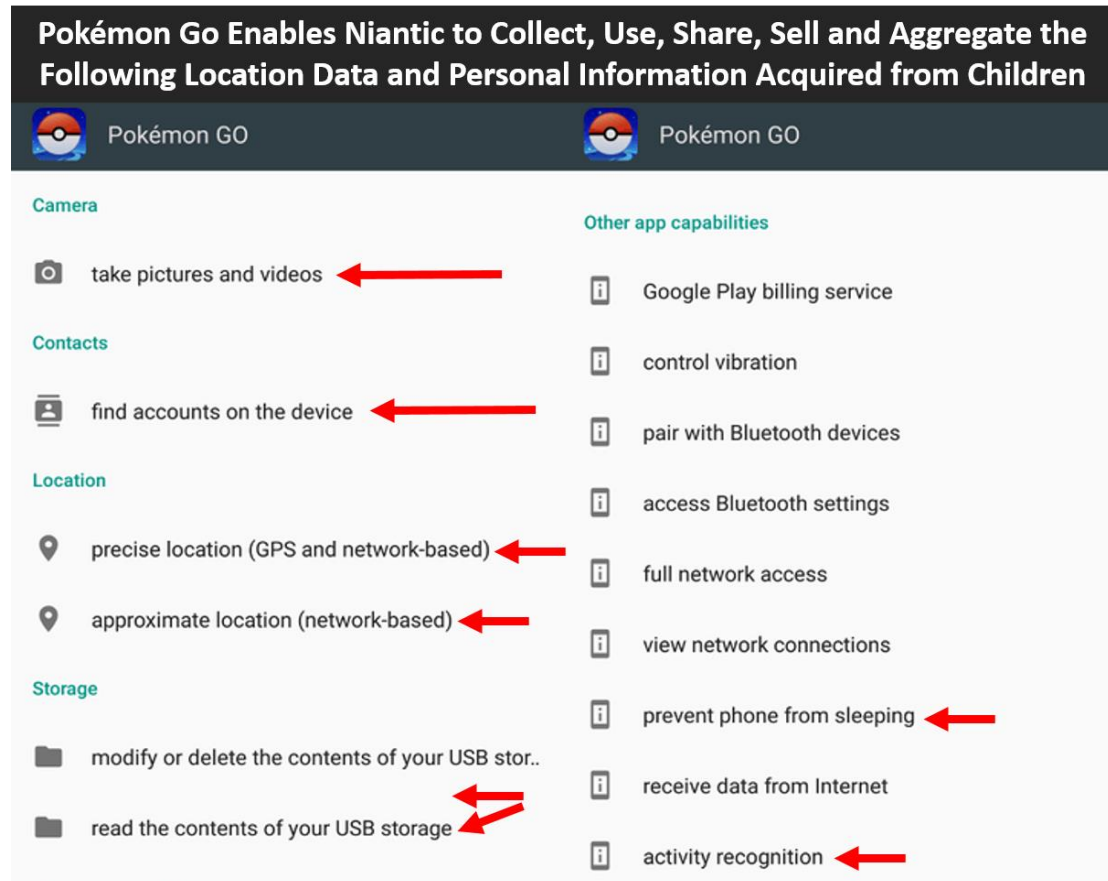 Pokémon Go Enables Niantic to Collect, Use, Share, Sell and Aggregate the
Following Location Data and Personal Information Acquired from Children
Pokémon GO
Camera
take pictures and videos
Contacts
find accounts on the device
Location
precise location (GPS and network-based)
approximate location (network-based)
Storage
modify or delete the contents of your USB stor..
read the contents of your USB storage
Pokémon GO
Other app capabilities
Google Play billing service
control vibration
pair with Bluetooth devices
access Bluetooth settings
full network access
view network connections
prevent phone from sleeping
receive data from Internet
activity recognition